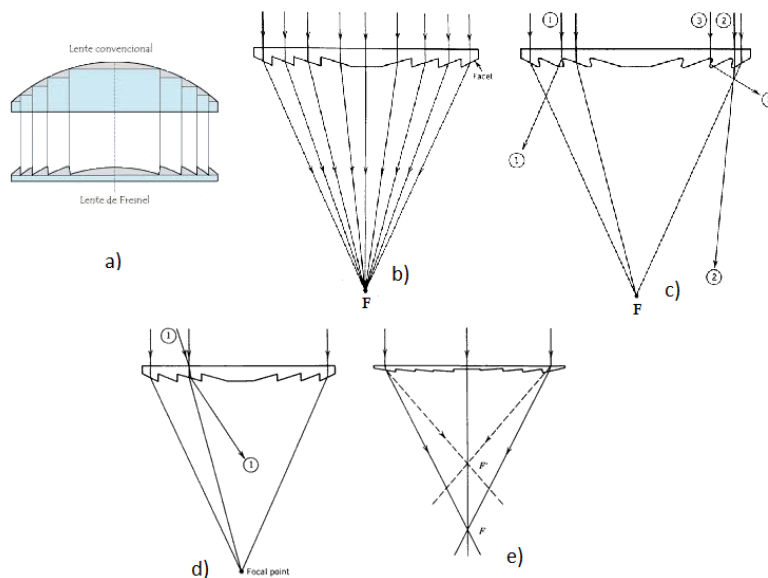 Lente convencional
Lente de Fresnel
a)
Facet
F
b)
1
3
2
1
2
F
c)
1
1
Focal point
d)
F'
F
e)